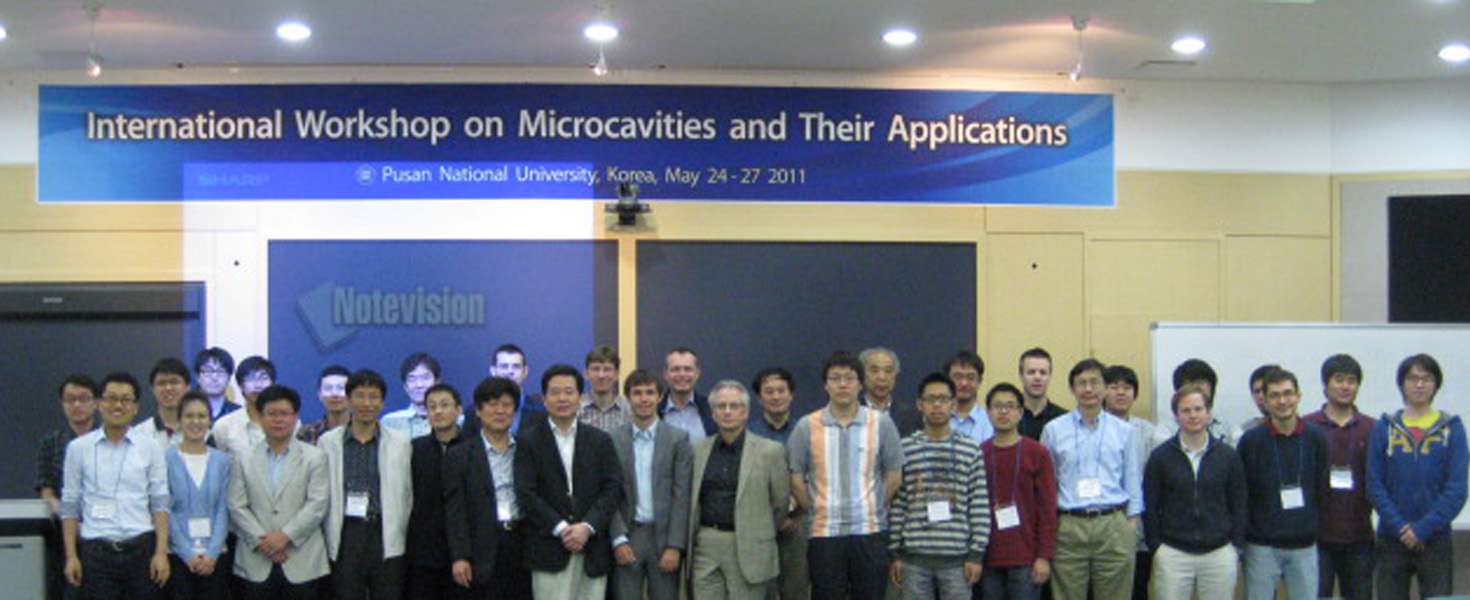 International Workshop on Microcavities and Their Applications
Pusan National University, Korea, May 24-27 2011
SHARP
Notevision